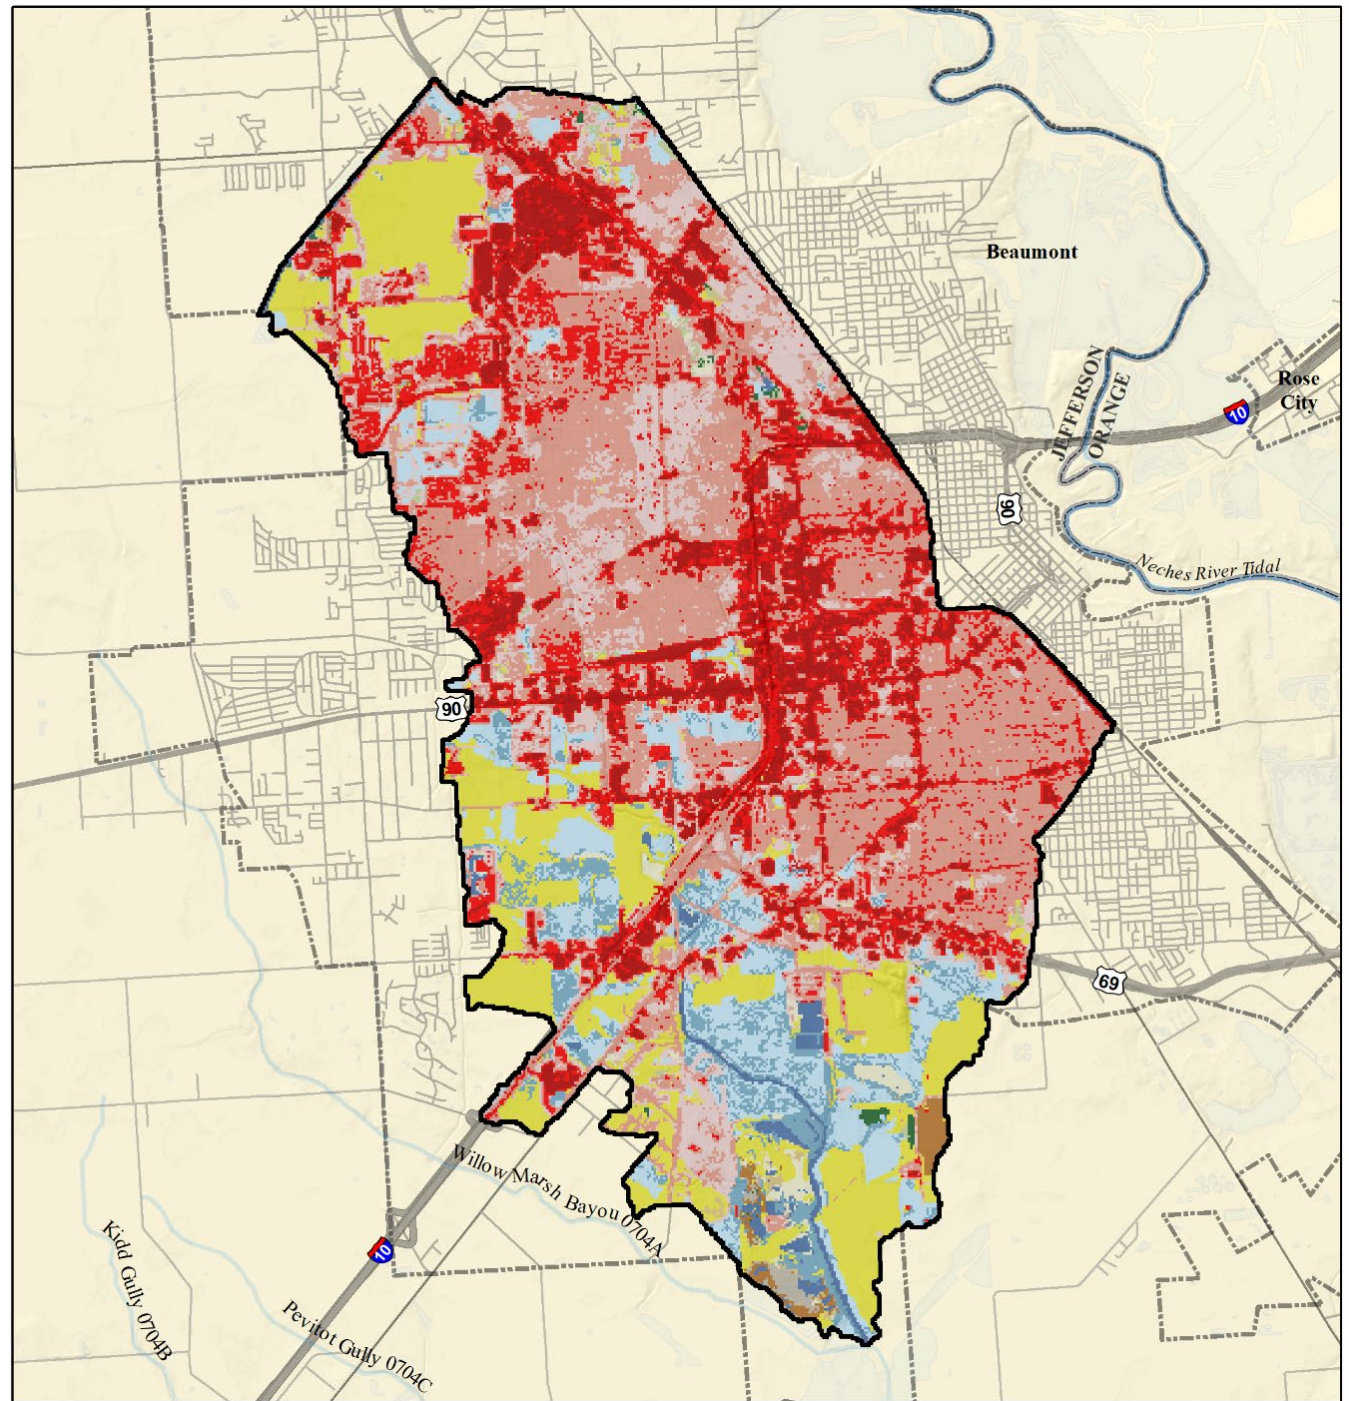 Beaumont
JEFFERSON
ORANGE
Rose
City
10
90
Neches River Tidal
90
69
Willow Marsh Bayou 0704A
10
Kidd Gully 0704B
Pevitot Gully 0704C